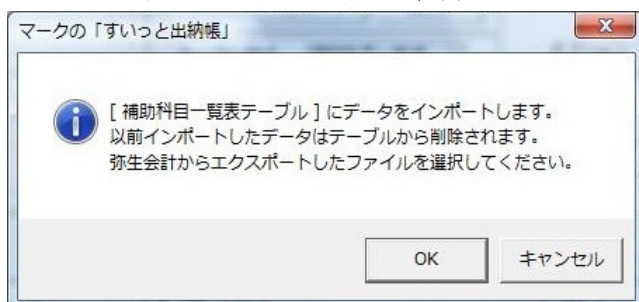 マークの「すいっと出納帳」
[ 補助科目一覧表テーブル ] にデータをインポートします。
以前インポートしたデータはテーブルから削除されます。
弥生会計からエクスポートしたファイルを選択してください。
OK
キャンセル